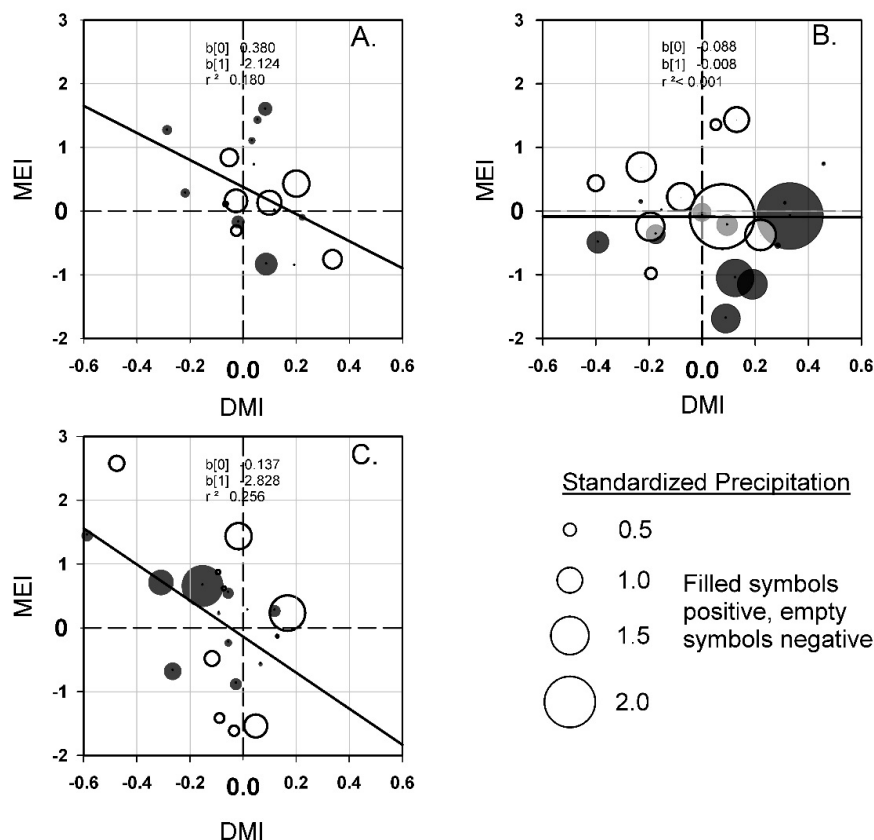 A.
b[0] 0.380
b[1] -2.124
r² 0.180
3
2
1
0
-1
-2
MEI
-0.6 -0.4 -0.2 0.0 0.2 0.4 0.6
DMI
B.
b[0] -0.088
b[1] -0.008
r²< 0.001
3
2
1
0
-1
-2
MEI
-0.6 -0.4 -0.2 0.0 0.2 0.4 0.6
DMI
C.
b[0] -0.137
b[1] -2.828
r² 0.256
3
2
1
0
-1
-2
MEI
-0.6 -0.4 -0.2 0.0 0.2 0.4 0.6
DMI
Standardized Precipitation
0.5
1.0
1.5
2.0
Filled symbols
positive, empty
symbols negative